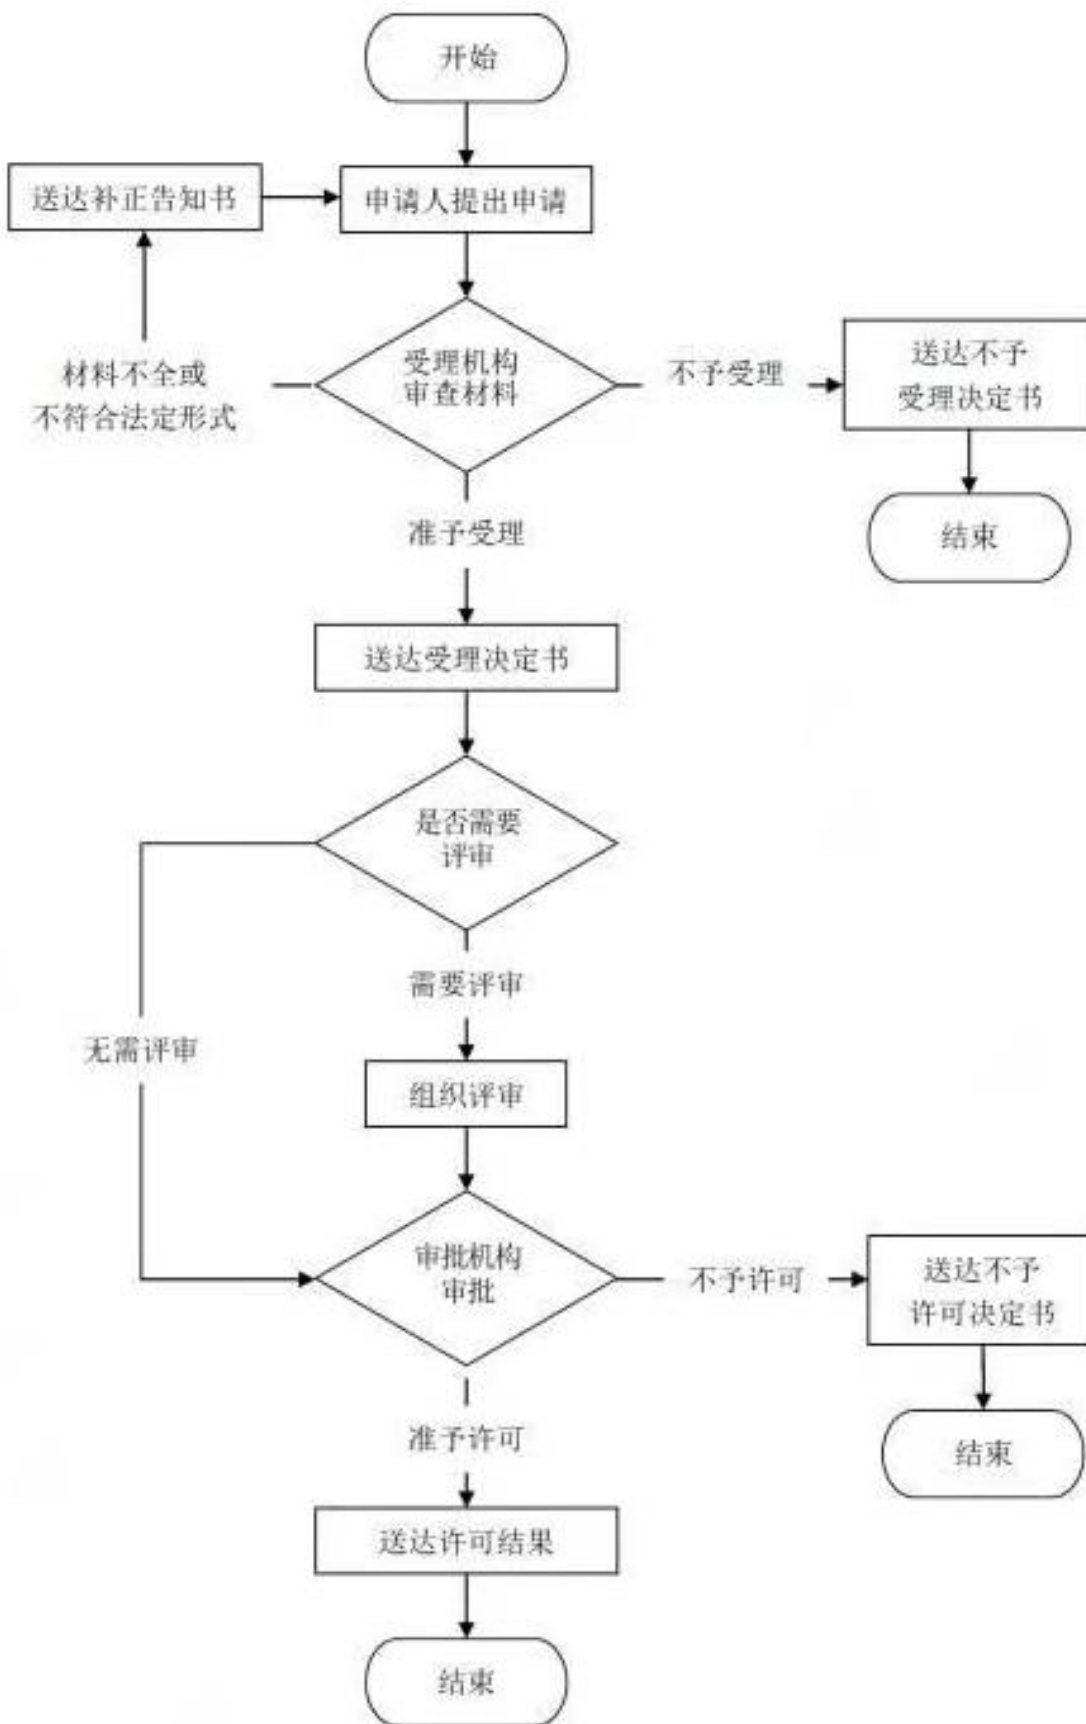 开始
送达补正告知书
申请人提出申请
材料不全或
不符合法定形式
受理机构
审查材料
不予受理
送达不予
受理决定书
结束
准予受理
送达受理决定书
是否需要
评审
需要评审
无需评审
组织评审
审批机构
审批
不予许可
送达不予
许可决定书
结束
准予许可
送达许可结果
结束